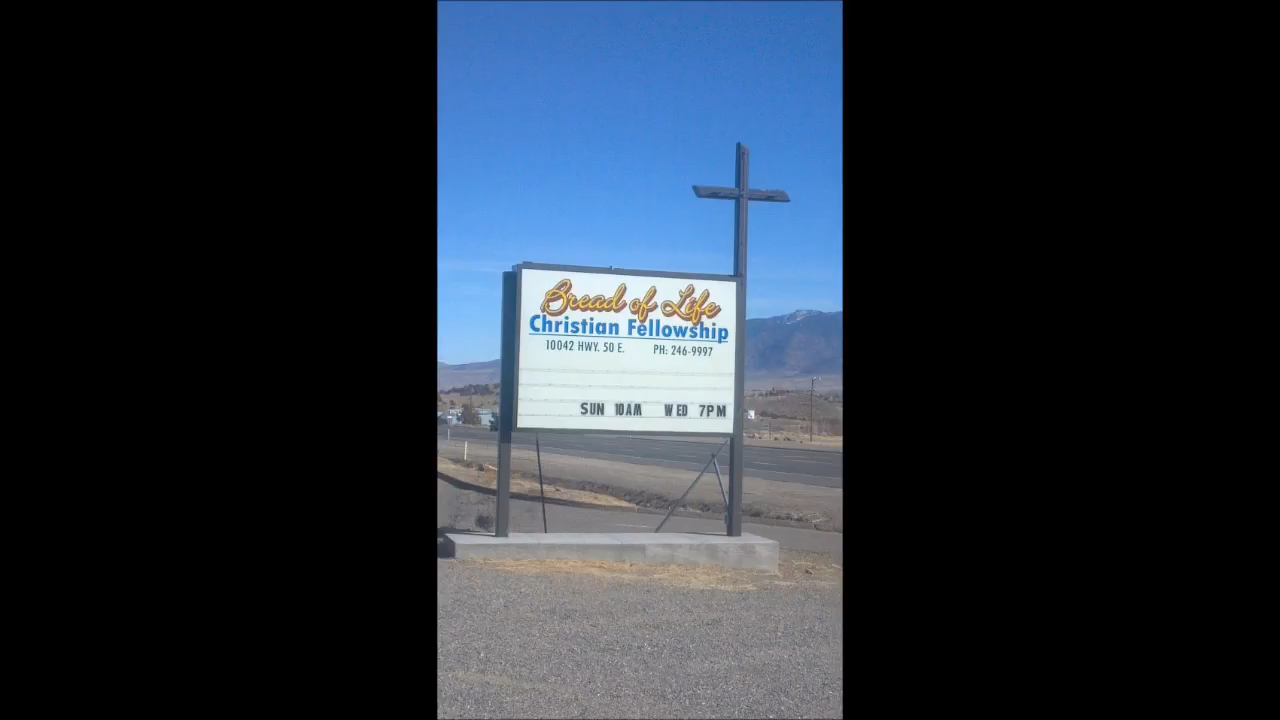 Bread of Life
Christian Fellowship
10042 HWY. 50 E. PH: 246-9997
SUN 10AM WED 7PM